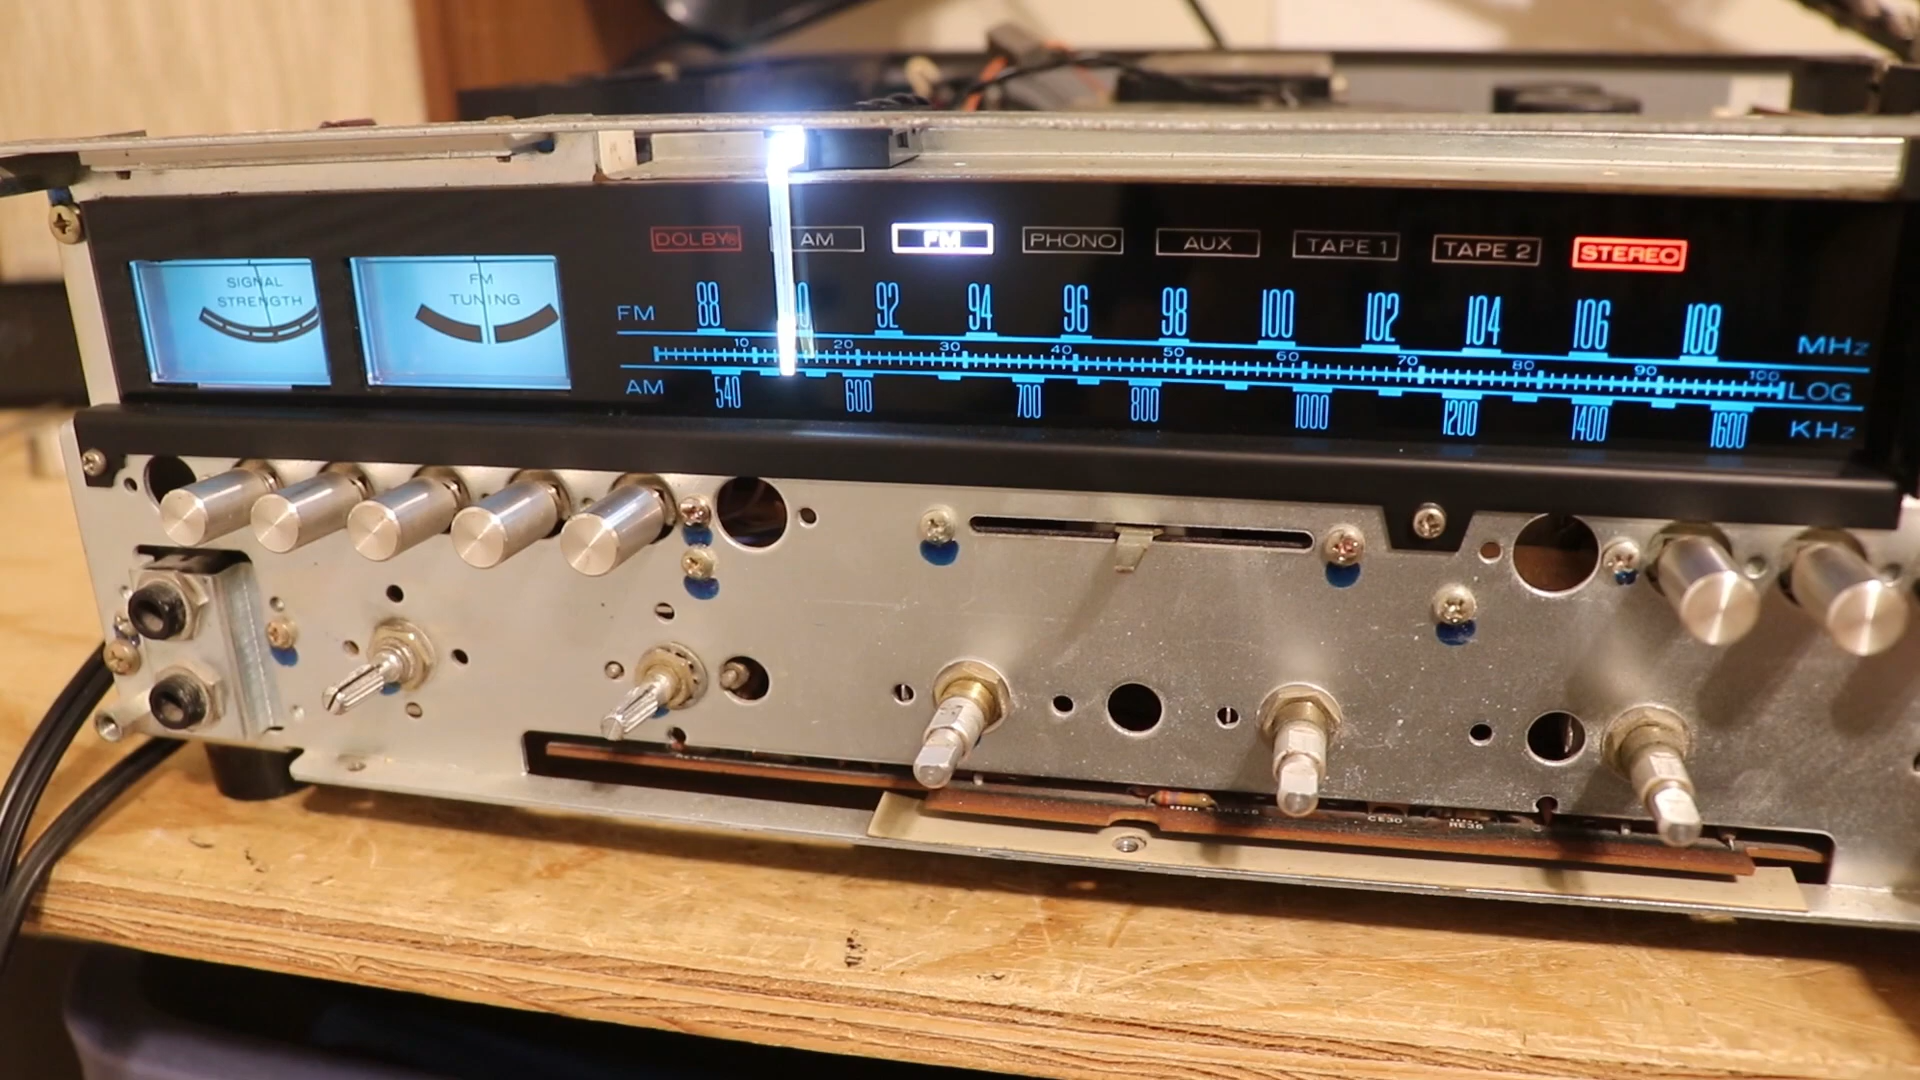 DOLBY® AM FM PHONO AUX TAPE 1 TAPE 2 STEREO
SIGNAL
STRENGTH
FM
TUNING
FM 88 92 94 96 98 100 102 104 106 108 MHz
10 20 30 40 50 60 70 80 90 100 LOG
AM 540 600 700 800 1000 1200 1400 1600 KHz
CE30
RE36